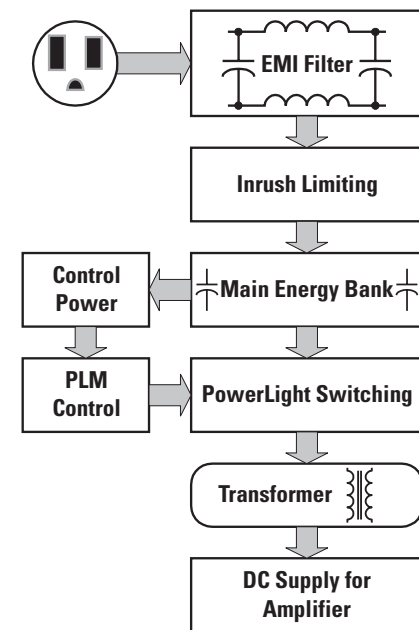 EMI Filter
Inrush Limiting
Control
Power
Main Energy Bank
PLM
Control
PowerLight Switching
Transformer
DC Supply for
Amplifier